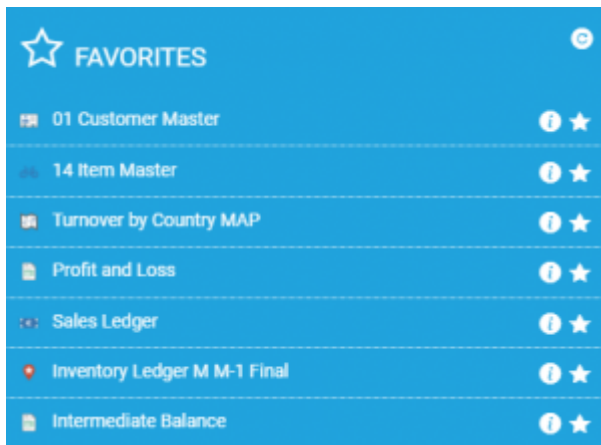 FAVORITES
01 Customer Master
14 Item Master
Turnover by Country MAP
Profit and Loss
Sales Ledger
Inventory Ledger M M-1 Final
Intermediate Balance